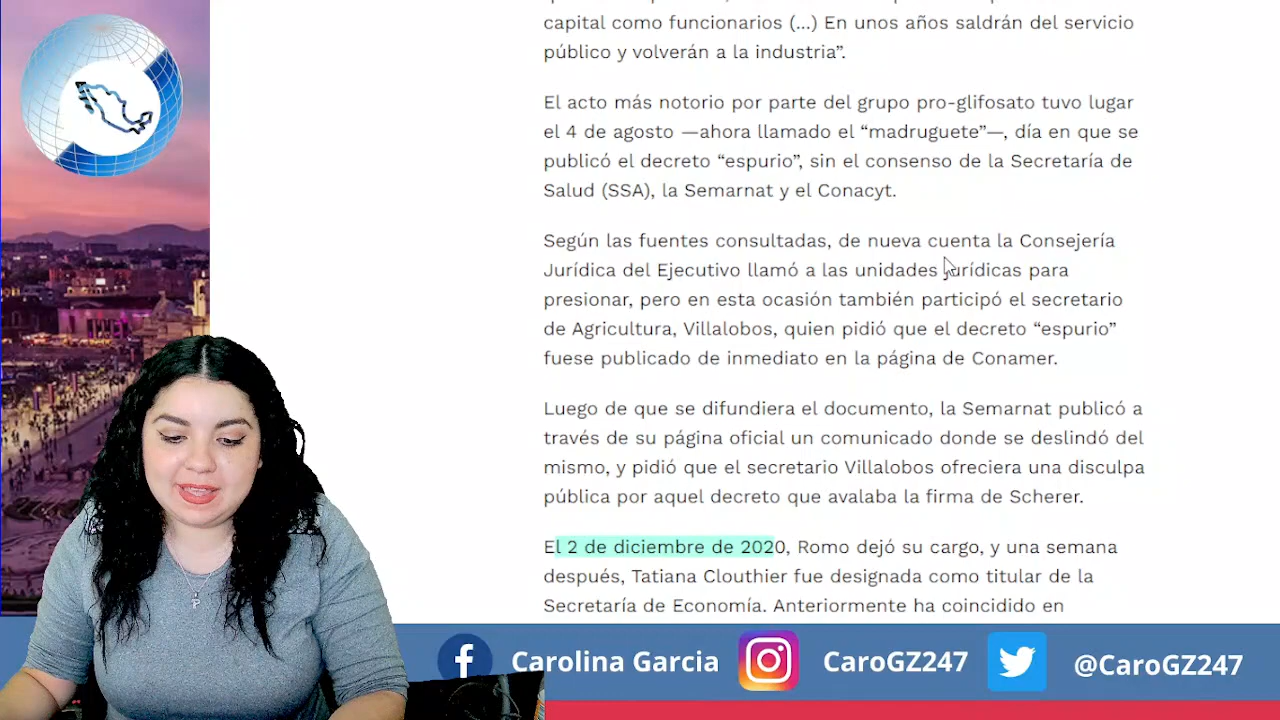 capital como funcionarios (...) En unos años saldrán del servicio
público y volverán a la industria”.
El acto más notorio por parte del grupo pro-glifosato tuvo lugar
el 4 de agosto —ahora llamado el “madruguete”—, día en que se
publicó el decreto “espurio”, sin el consenso de la Secretaría de
Salud (SSA), la Semarnat y el Conacyt.
Según las fuentes consultadas, de nueva cuenta la Consejería
Jurídica del Ejecutivo llamó a las unidades jurídicas para
presionar, pero en esta ocasión también participó el secretario
de Agricultura, Villalobos, quien pidió que el decreto “espurio”
fuese publicado de inmediato en la página de Conamer.
Luego de que se difundiera el documento, la Semarnat publicó a
través de su página oficial un comunicado donde se deslindó del
mismo, y pidió que el secretario Villalobos ofreciera una disculpa
pública por aquel decreto que avalaba la firma de Scherer.
El 2 de diciembre de 2020, Romo dejó su cargo, y una semana
después, Tatiana Clouthier fue designada como titular de la
Secretaría de Economía. Anteriormente ha coincidido en
Carolina Garcia CaroGZ247 @CaroGZ247